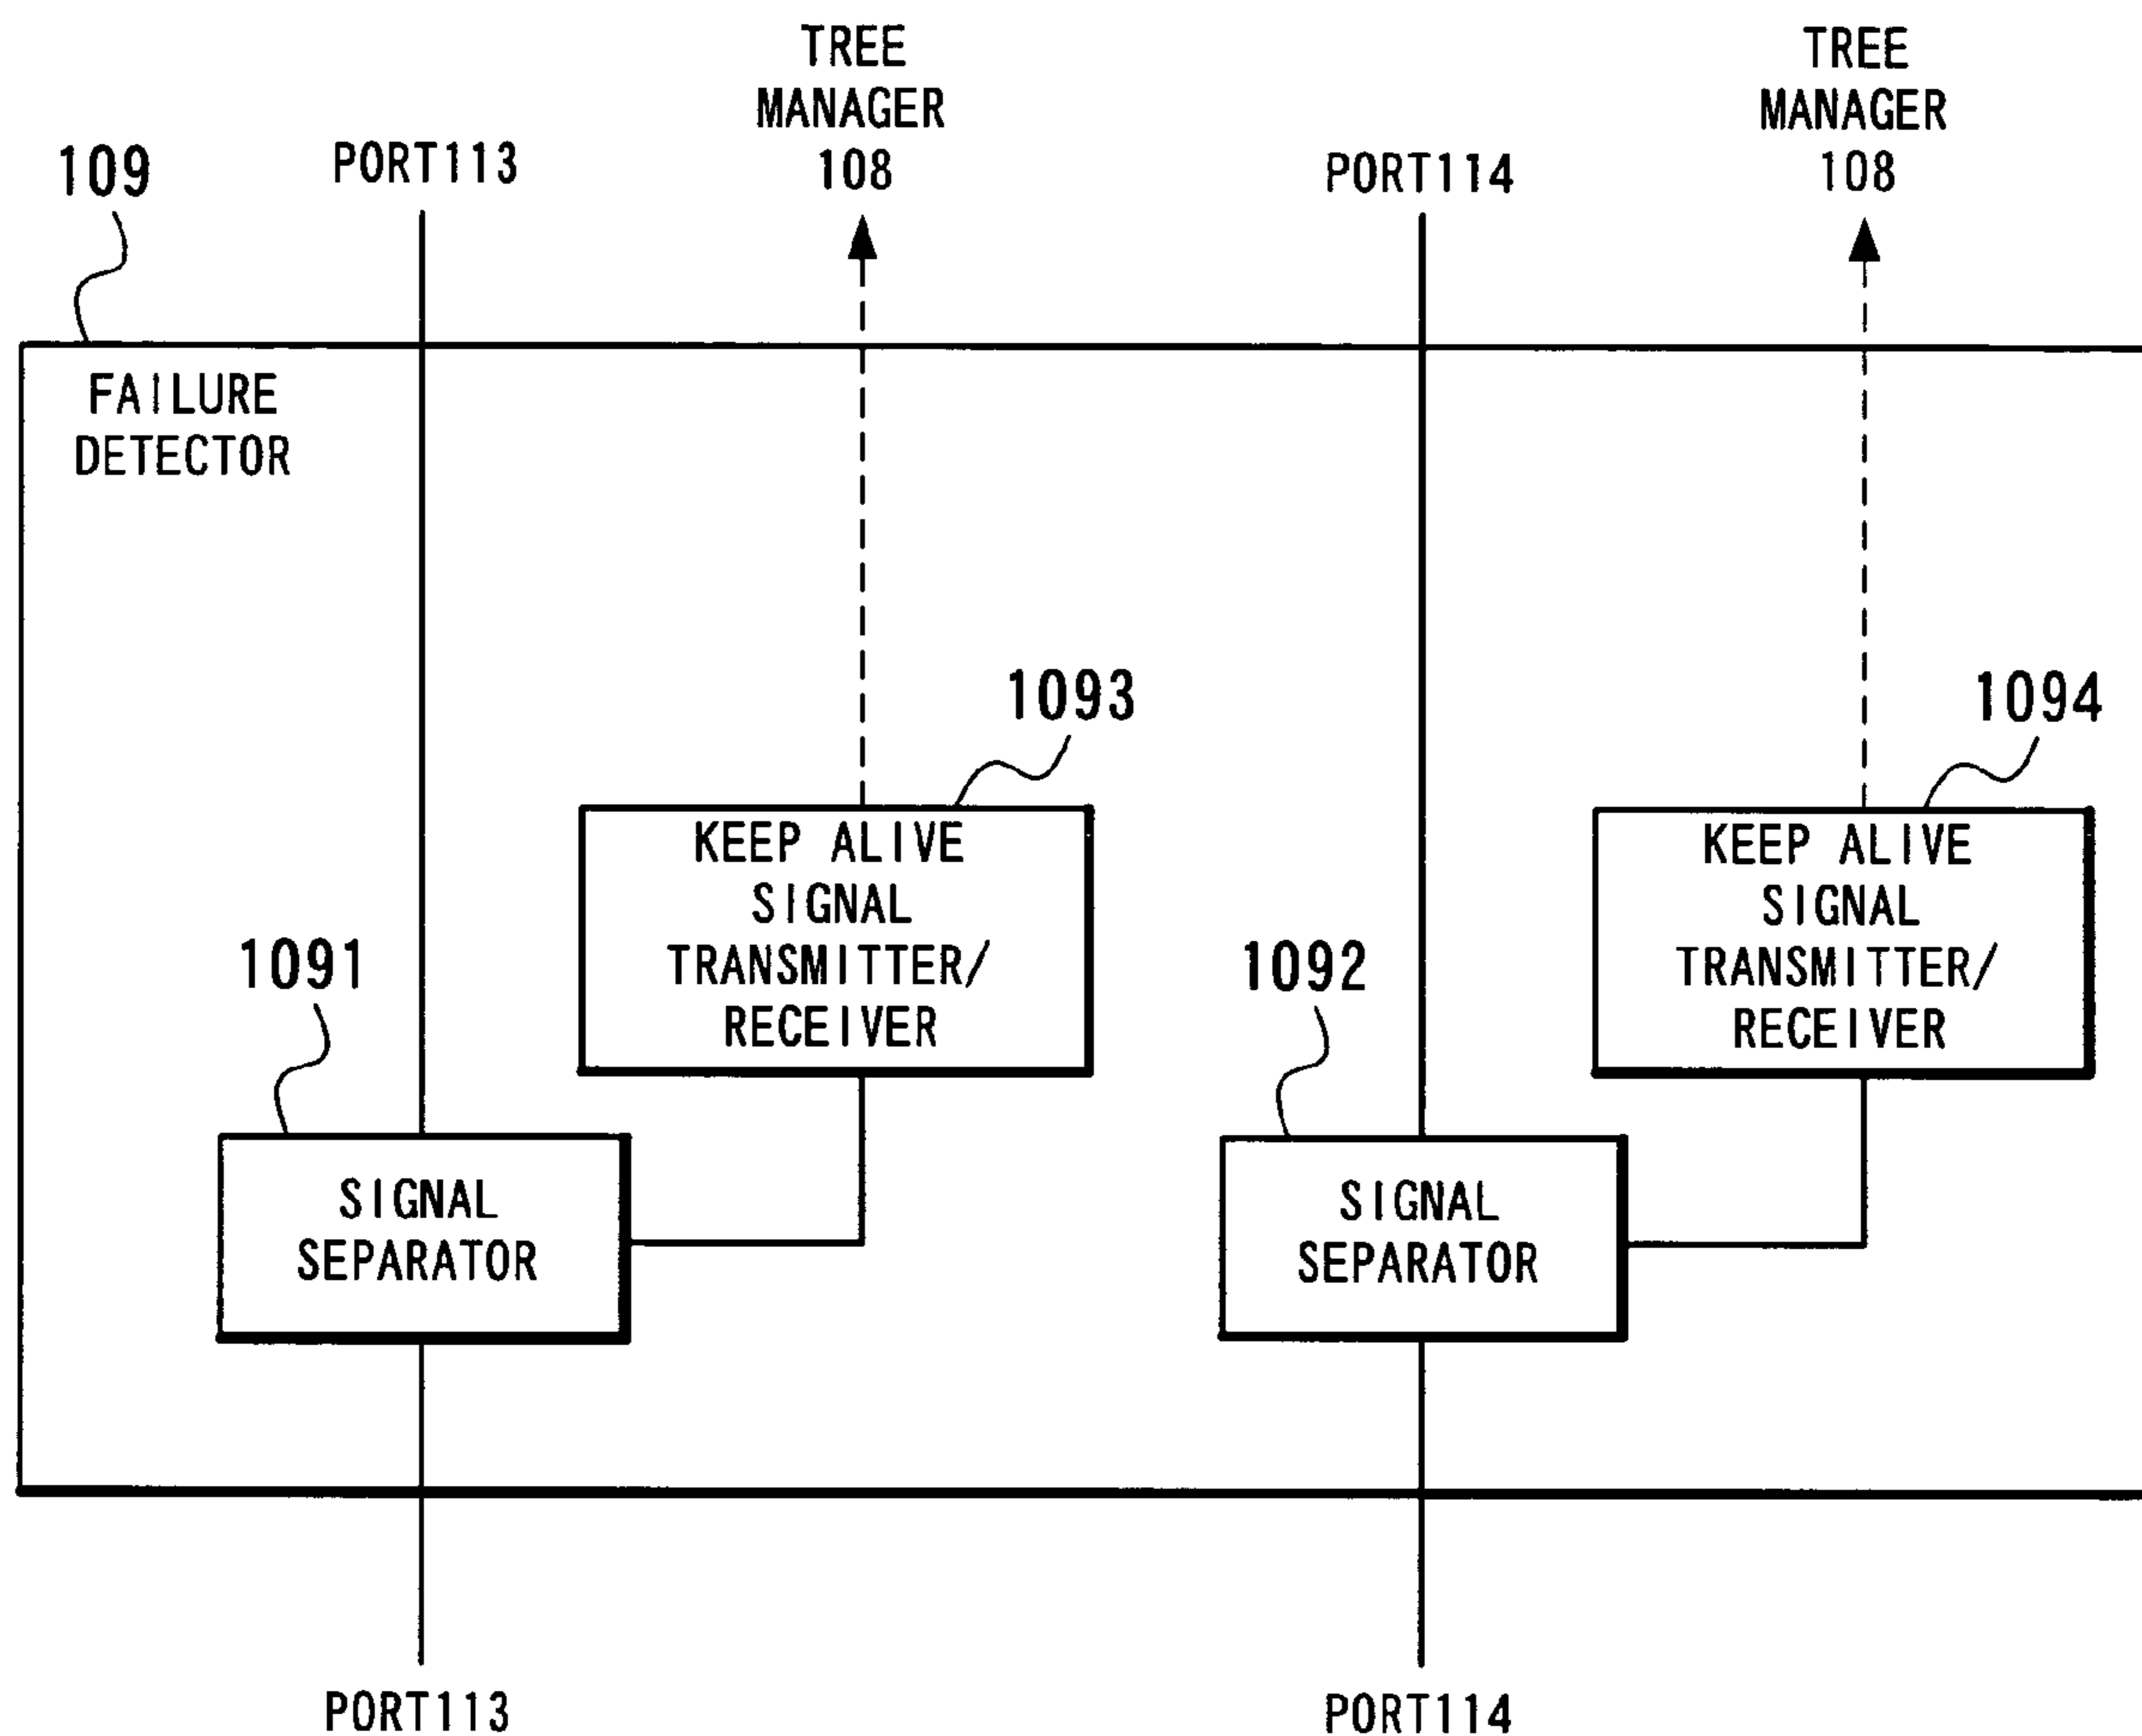 TREE
MANAGER
108
TREE
MANAGER
108
109
PORT113
PORT114
FAILURE
DETECTOR
1093
1094
KEEP ALIVE
SIGNAL
TRANSMITTER/
RECEIVER
KEEP ALIVE
SIGNAL
TRANSMITTER/
RECEIVER
1091
1092
SIGNAL
SEPARATOR
SIGNAL
SEPARATOR
PORT113
PORT114